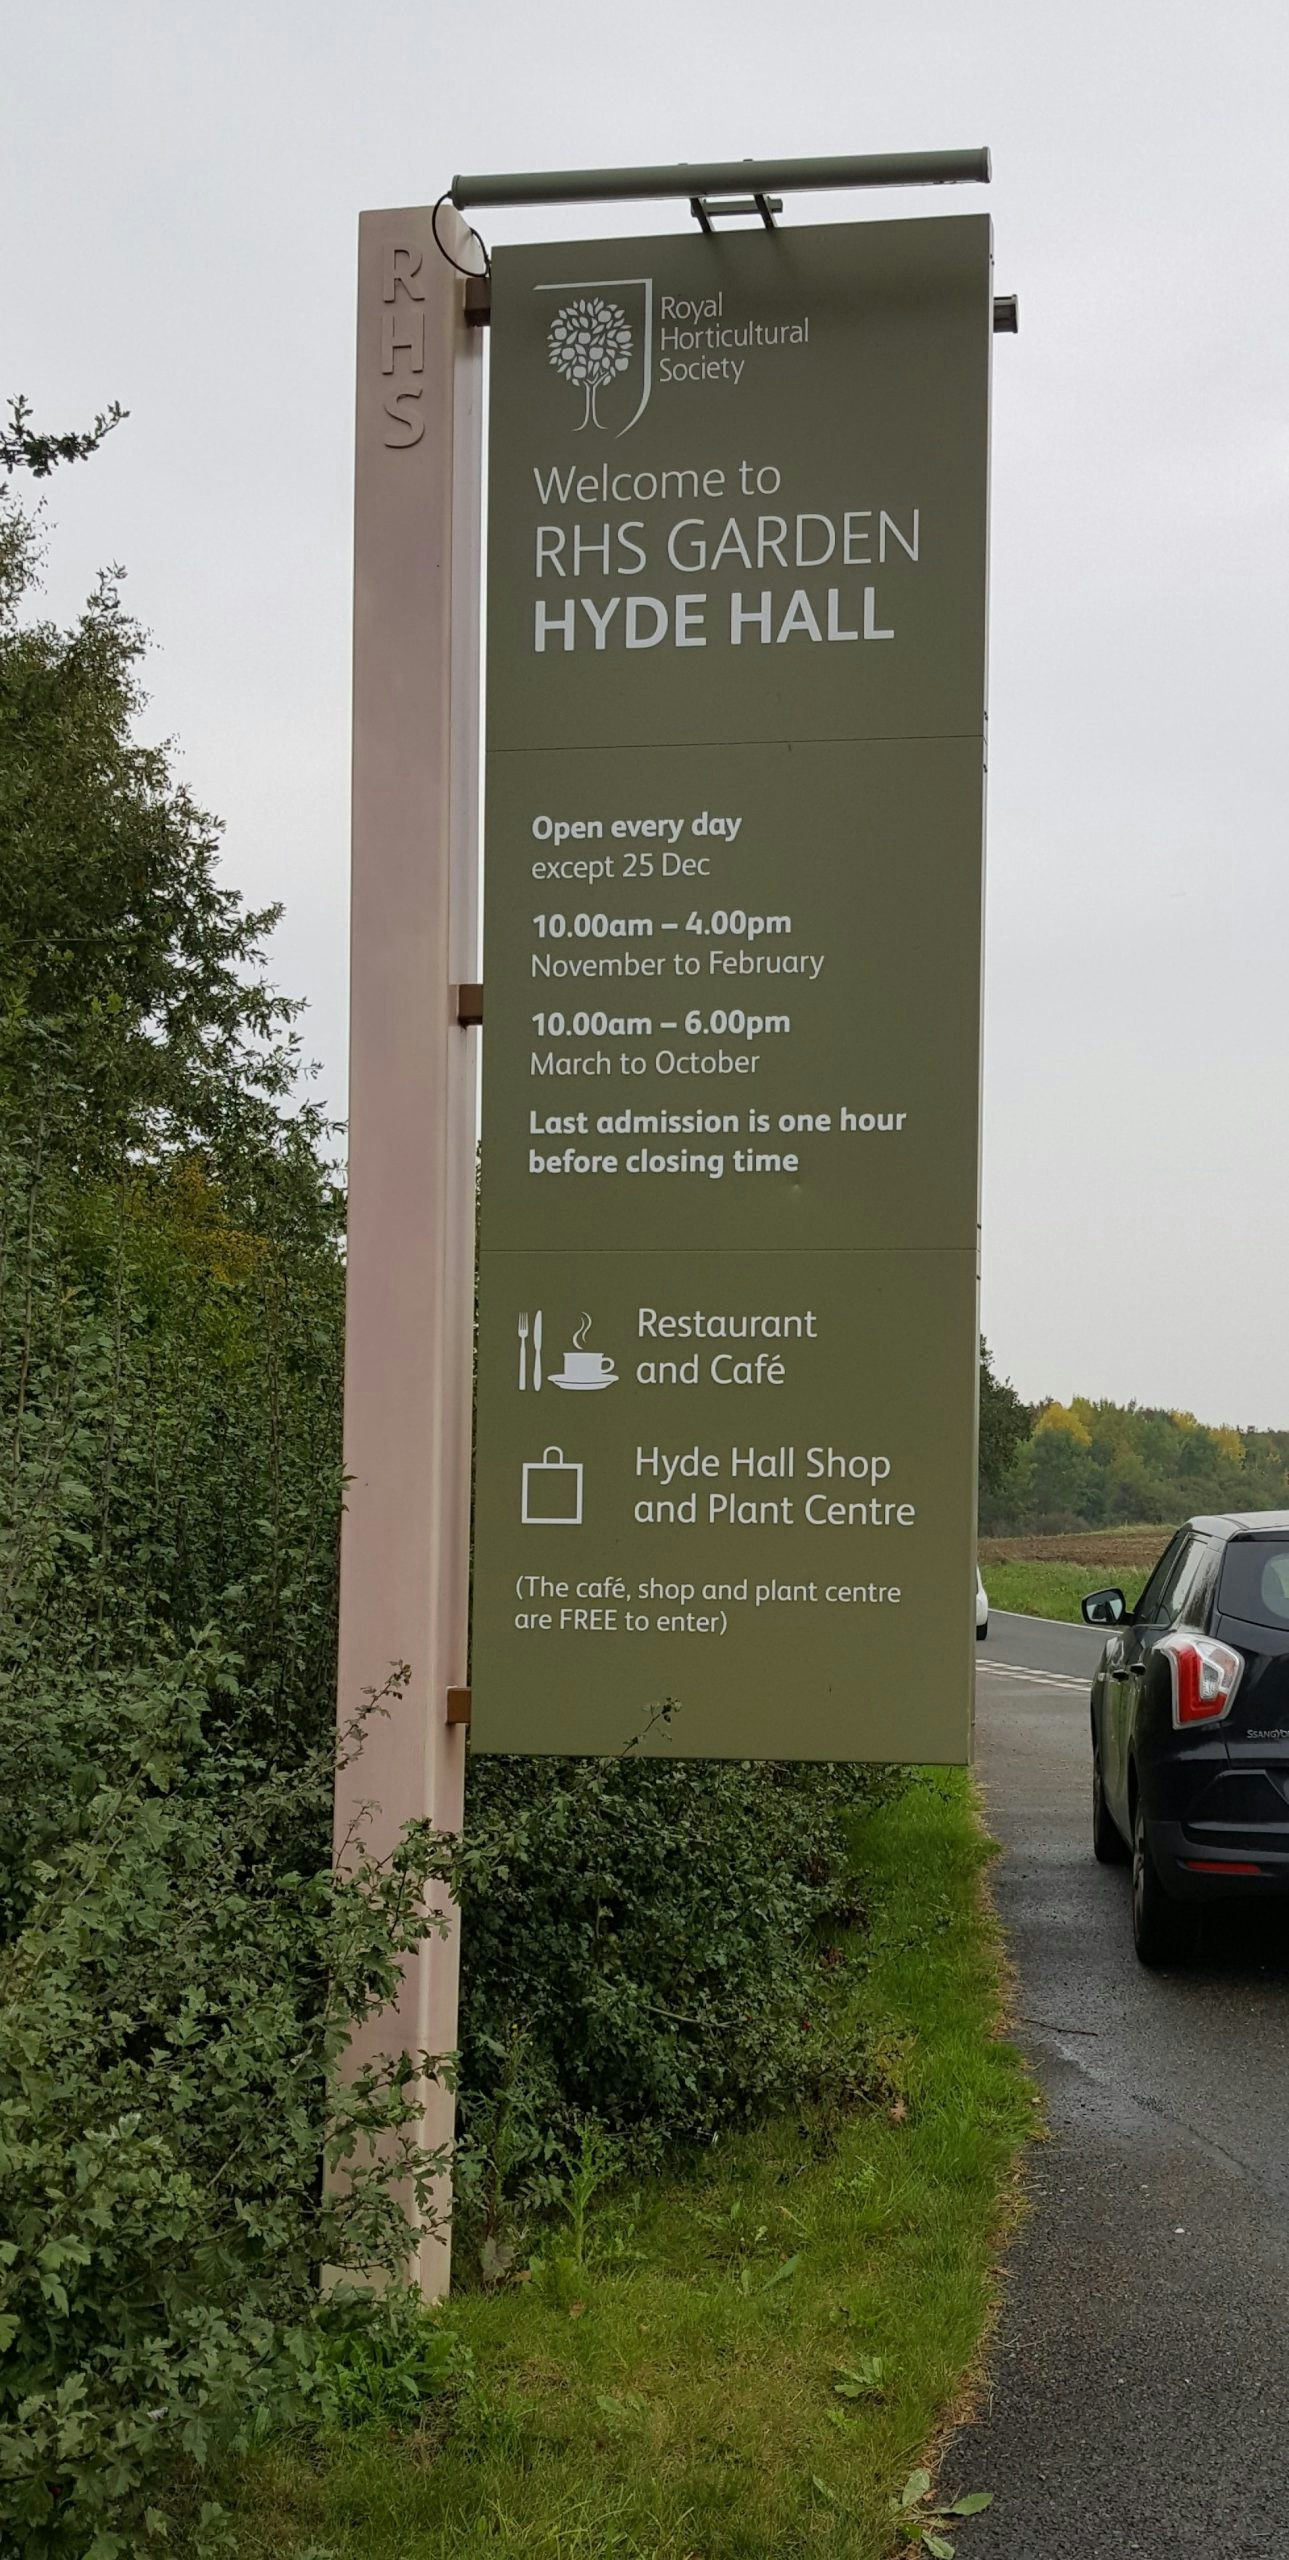 R
H
S
Royal
Horticultural
Society
Welcome to
RHS GARDEN
HYDE HALL
Open every day
except 25 Dec
10.00am – 4.00pm
November to February
10.00am – 6.00pm
March to October
Last admission is one hour
before closing time
Restaurant
and Café
Hyde Hall Shop
and Plant Centre
(The café, shop and plant centre
are FREE to enter)